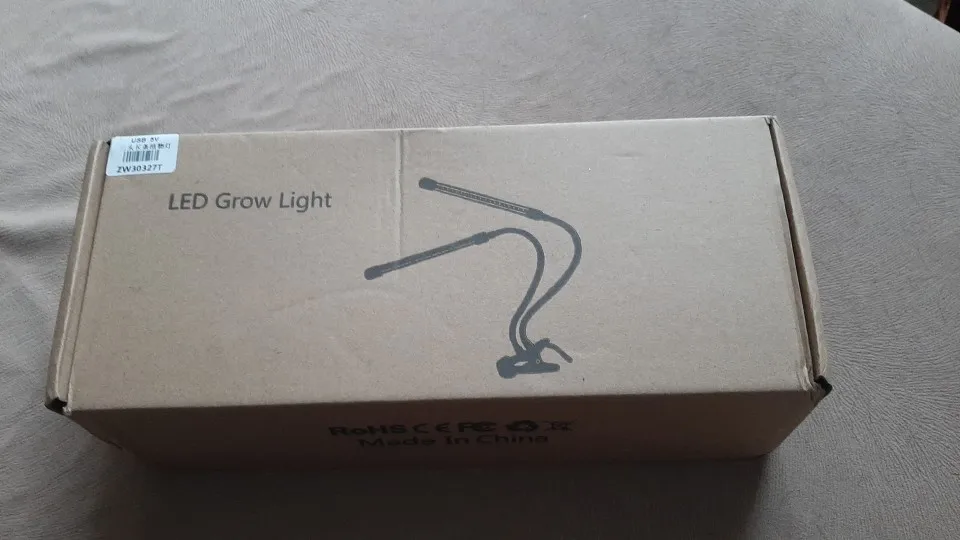 USB 5V
ZW30327T
LED Grow Light
RoHS CE FC
Made In China